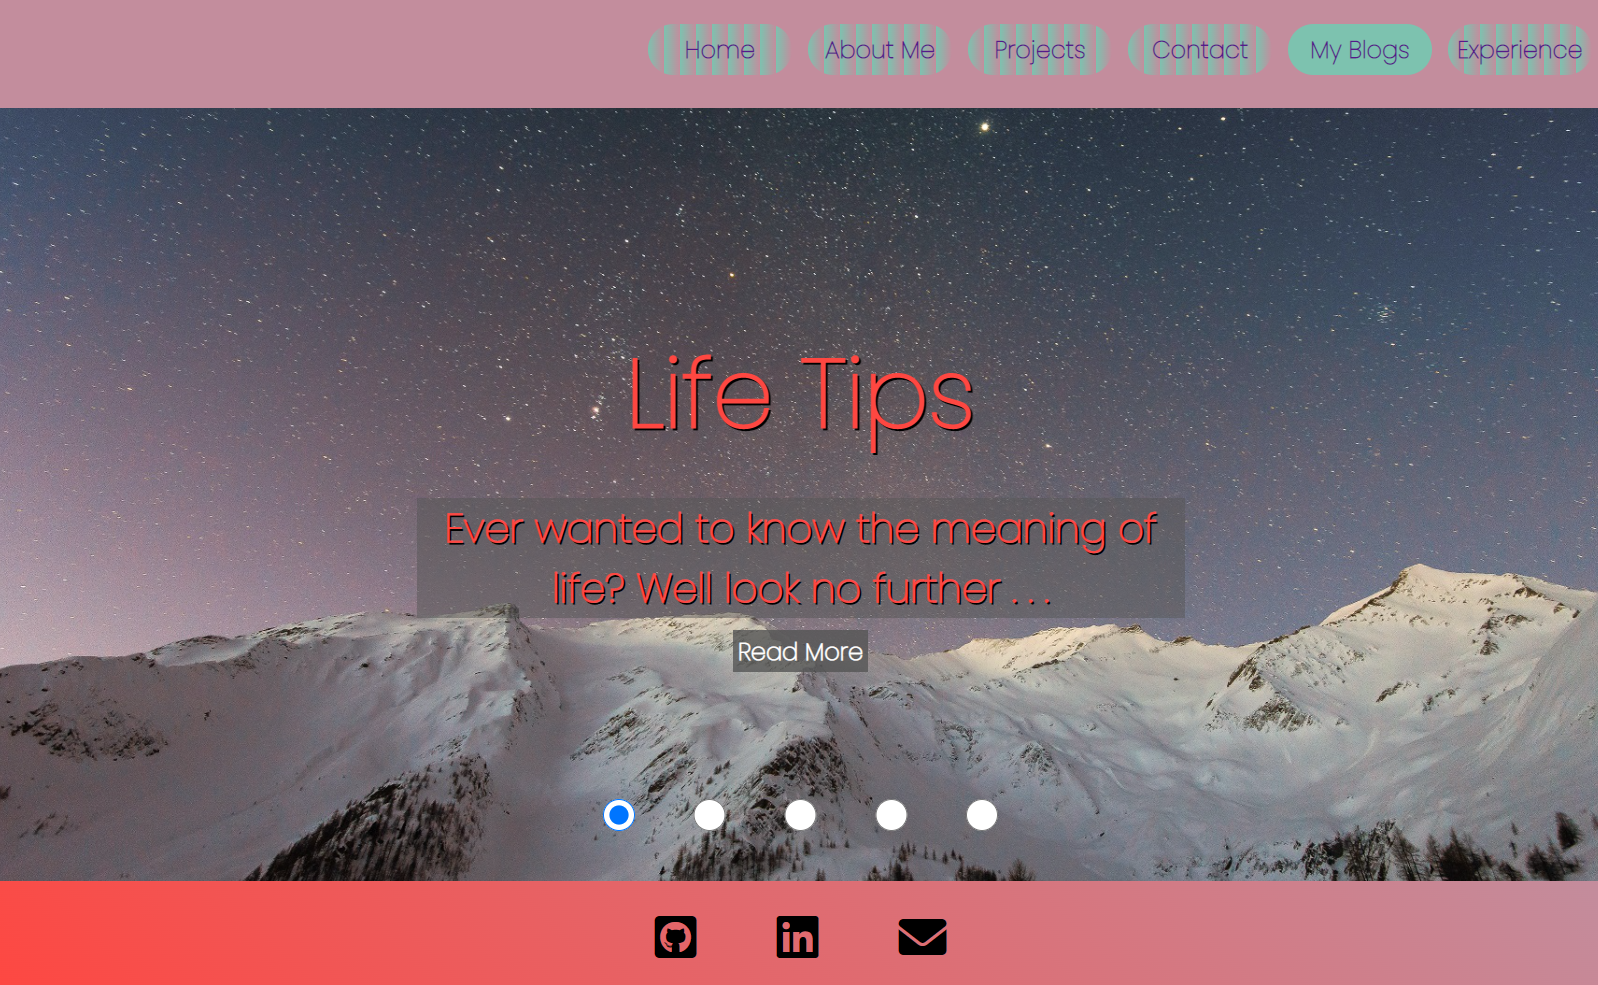 Home About Me Projects Contact My Blogs Experience
Life Tips
Ever wanted to know the meaning of
life? Well look no further . . .
Read More
in